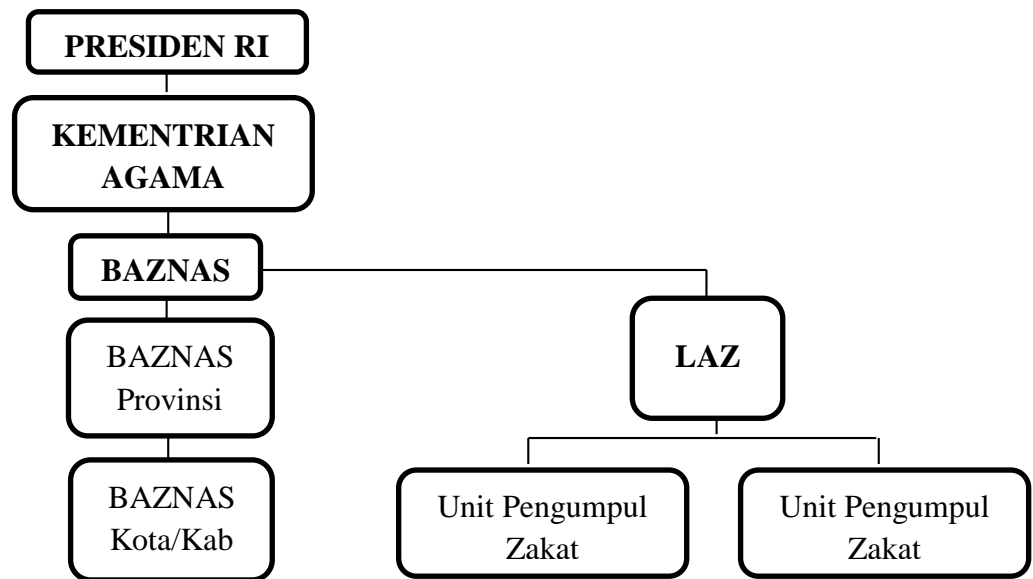 PRESIDEN RI
KEMENTRIAN
AGAMA
BAZNAS
BAZNAS
Provinsi
LAZ
BAZNAS
Kota/Kab
Unit Pengumpul
Zakat
Unit Pengumpul
Zakat